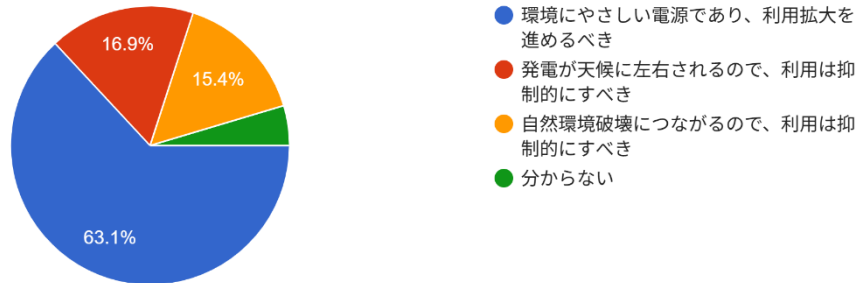 16.9%
15.4%
63.1%
環境にやさしい電源であり、利用拡大を
進めるべき
発電が天候に左右されるので、利用は抑
制的にすべき
自然環境破壊につながるので、利用は抑
制的にすべき
分からない